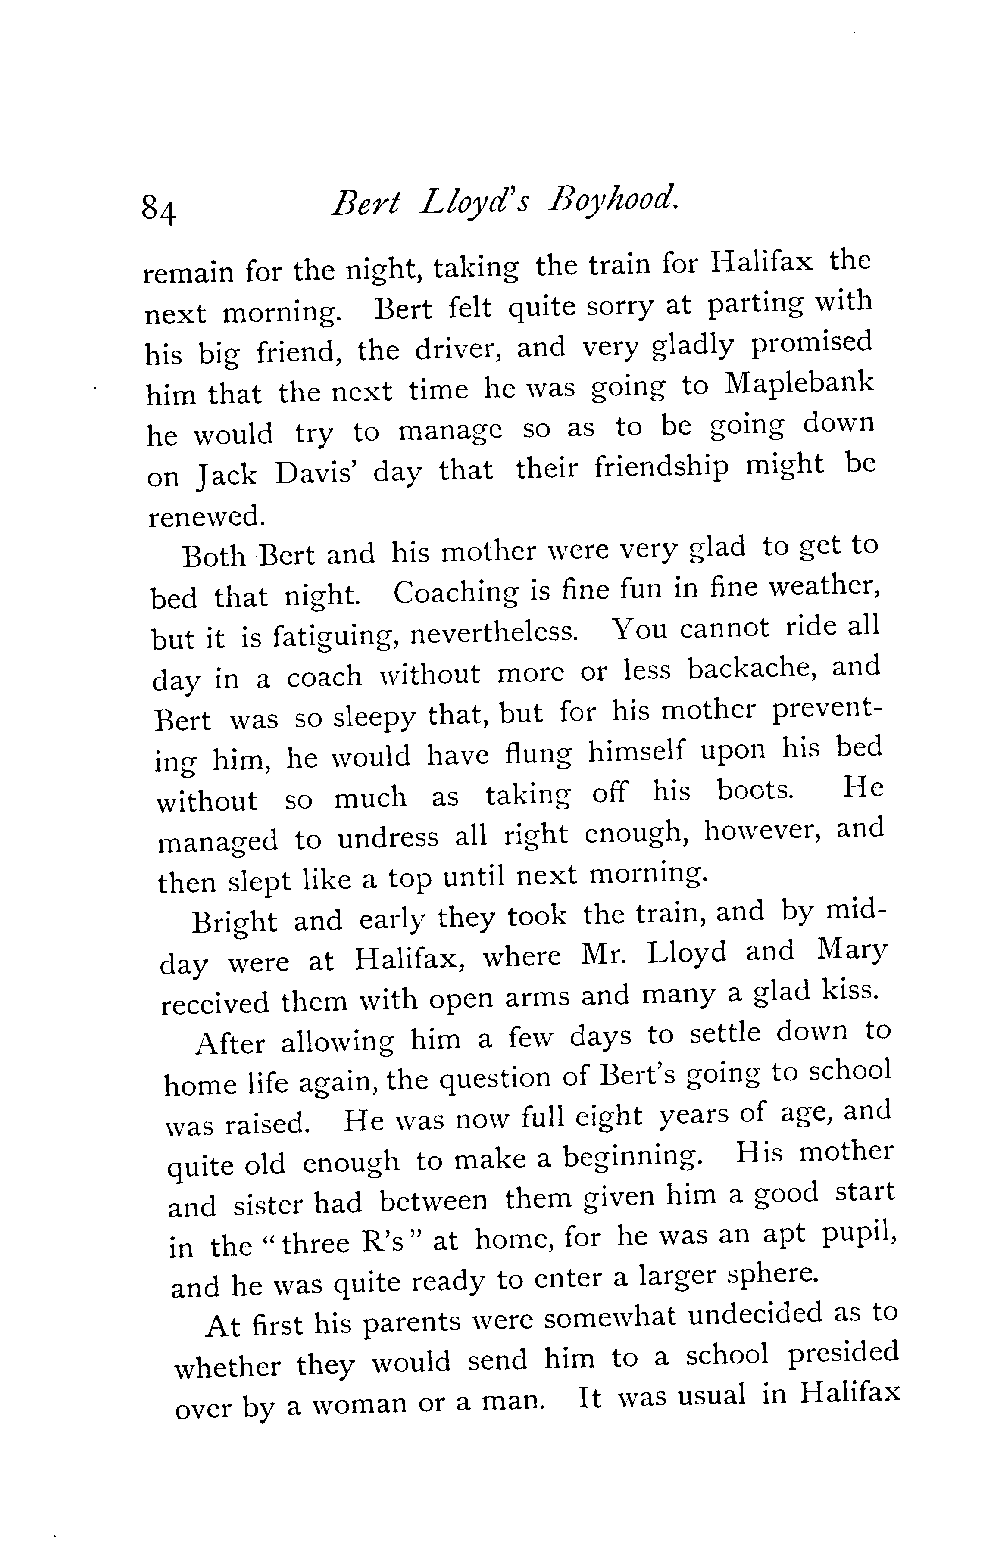 84 Bert Lloyd's Boyhood.
remain for the night, taking the train for Halifax the
next morning. Bert felt quite sorry at parting with
his big friend, the driver, and very gladly promised
him that the next time he was going to Maplebank
he would try to manage so as to be going down
on Jack Davis' day that their friendship might be
renewed.
Both Bert and his mother were very glad to get to
bed that night. Coaching is fine fun in fine weather,
but it is fatiguing, nevertheless. You cannot ride all
day in a coach without more or less backache, and
Bert was so sleepy that, but for his mother prevent-
ing him, he would have flung himself upon his bed
without so much as taking off his boots. He
managed to undress all right enough, however, and
then slept like a top until next morning.
Bright and early they took the train, and by mid-
day were at Halifax, where Mr. Lloyd and Mary
received them with open arms and many a glad kiss.
After allowing him a few days to settle down to
home life again, the question of Bert's going to school
was raised. He was now full eight years of age, and
quite old enough to make a beginning. His mother
and sister had between them given him a good start
in the "three R's" at home, for he was an apt pupil,
and he was quite ready to enter a larger sphere.
At first his parents were somewhat undecided as to
whether they would send him to a school presided
over by a woman or a man. It was usual in Halifax